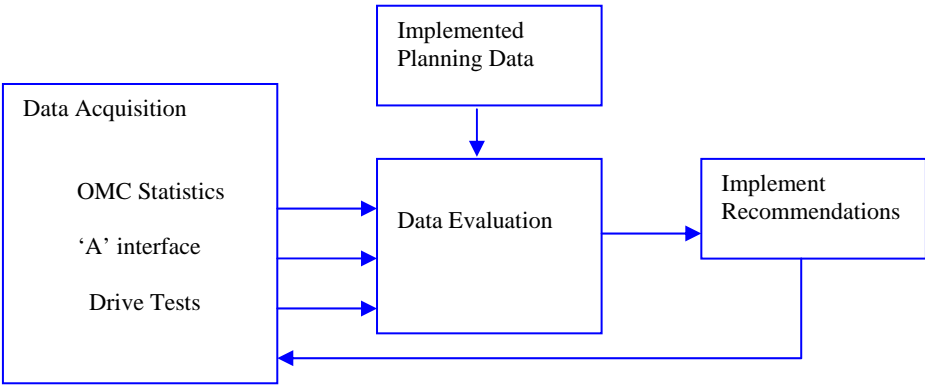 Implemented
Planning Data
Data Acquisition
OMC Statistics
‘A’ interface
Drive Tests
Data Evaluation
Implement
Recommendations